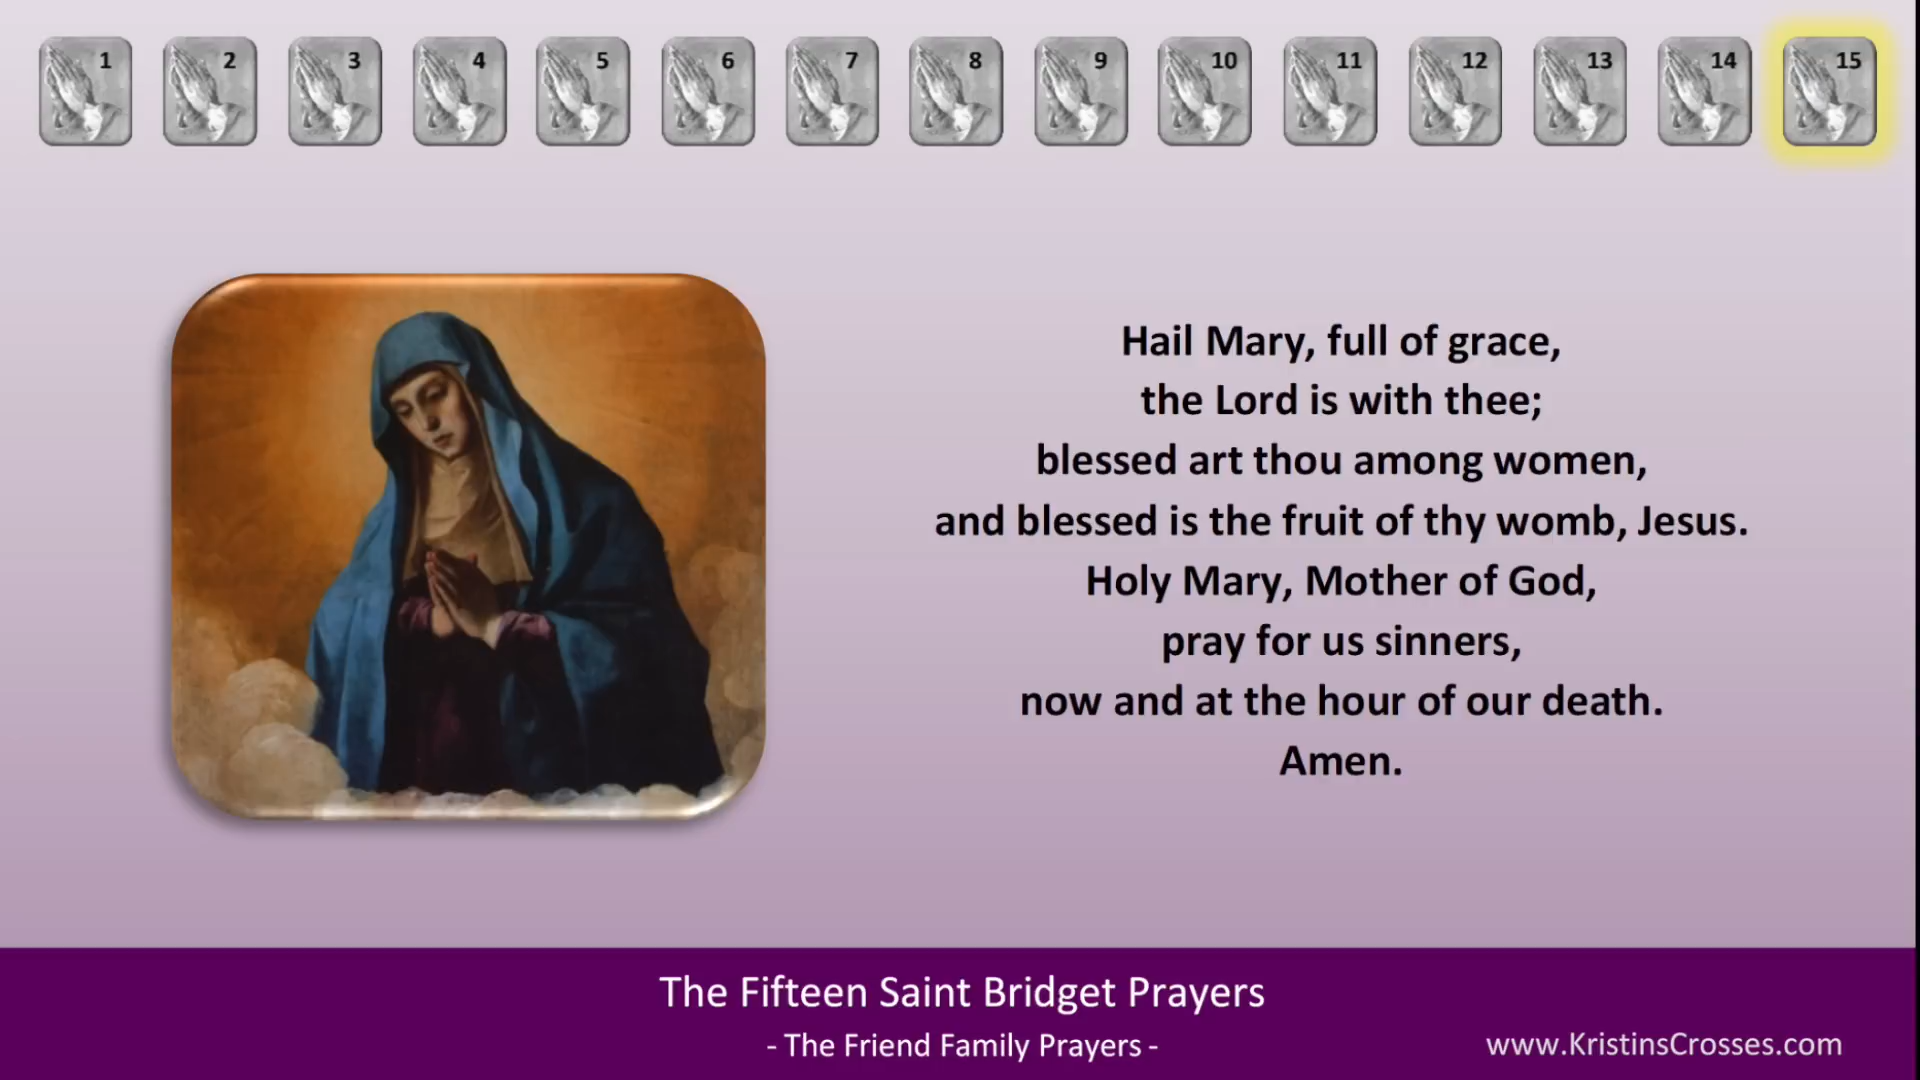 1 2 3 4 5 6 7 8 9 10 11 12 13 14 15
Hail Mary, full of grace,
the Lord is with thee;
blessed art thou among women,
and blessed is the fruit of thy womb, Jesus.
Holy Mary, Mother of God,
pray for us sinners,
now and at the hour of our death.
Amen.
The Fifteen Saint Bridget Prayers
- The Friend Family Prayers -
www.KristinsCrosses.com